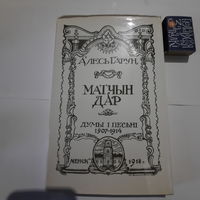 АЛЕСЬ ГАРУН
МАТЧЫН
ДАР
ДУМЫ І ПЕСЬНІ
1907-1914
МЕНСК
1918